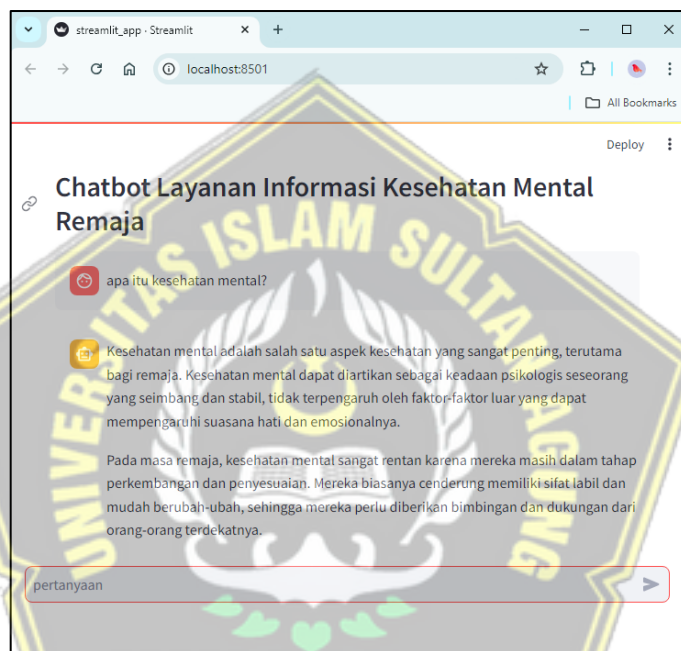 streamlit_app · Streamlit
localhost:8501
All Bookmarks
Deploy
Chatbot Layanan Informasi Kesehatan Mental
Remaja
apa itu kesehatan mental?
Kesehatan mental adalah salah satu aspek kesehatan yang sangat penting, terutama
bagi remaja. Kesehatan mental dapat diartikan sebagai keadaan psikologis seseorang
yang seimbang dan stabil, tidak terpengaruh oleh faktor-faktor luar yang dapat
mempengaruhi suasana hati dan emosionalnya.
Pada masa remaja, kesehatan mental sangat rentan karena mereka masih dalam tahap
perkembangan dan penyesuaian. Mereka biasanya cenderung memiliki sifat labil dan
mudah berubah-ubah, sehingga mereka perlu diberikan bimbingan dan dukungan dari
orang-orang terdekatnya.
pertanyaan
UNIVERSITAS ISLAM SULTAN AGUNG